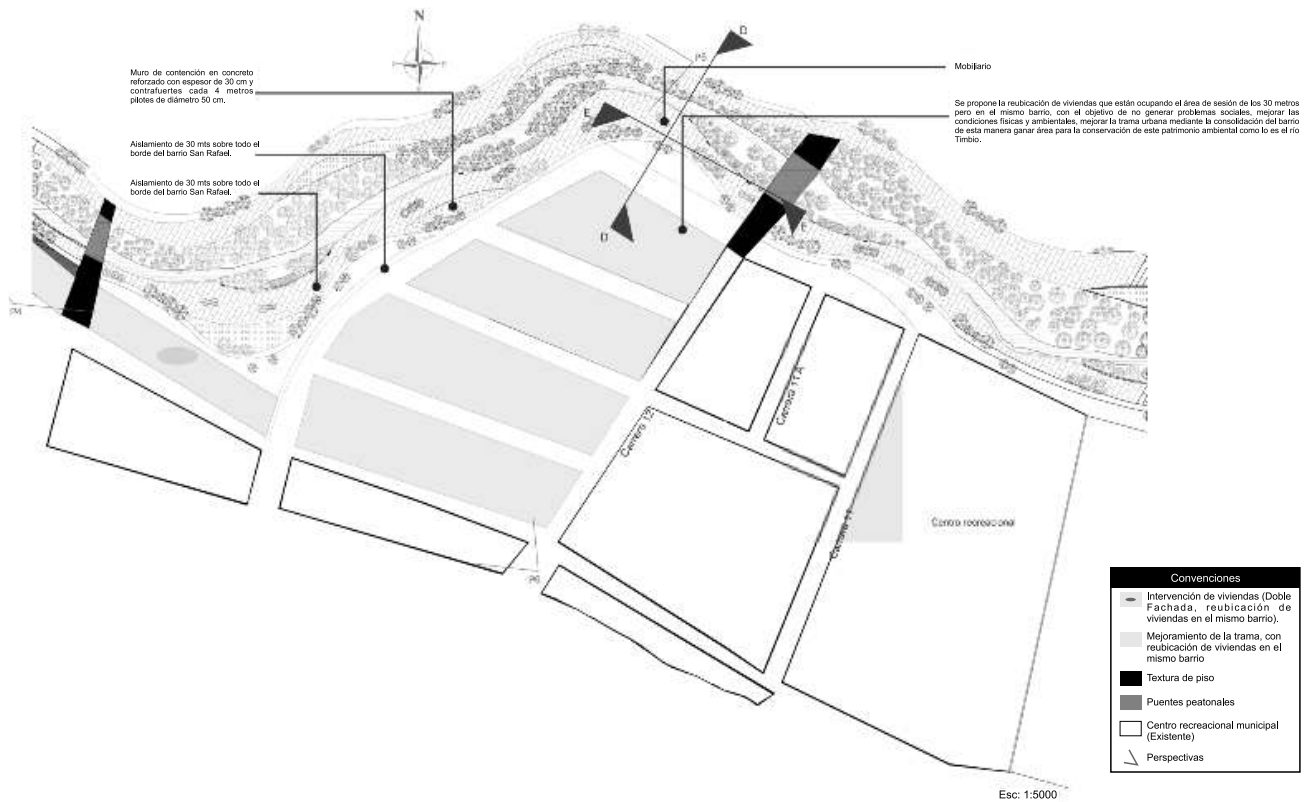 N
Muro de contención en concreto
reforzado con espesor de 30 cm y
contrafuertes cada 4 metros
pilotes de diámetro 50 cm.
Aislamiento de 30 mts sobre todo el
borde del barrio San Rafael.
Aislamiento de 30 mts sobre todo el
borde del barrio San Rafael.
Mobiliario
Se propone la reubicación de viviendas que están ocupando el área de sesión de los 30 metros
pero en el mismo barrio, con el objetivo de no generar problemas sociales, mejorar las
condiciones físicas y ambientales, mejorar la trama urbana mediante la consolidación del barrio
de esta manera ganar área para la conservación de este patrimonio ambiental como lo es el río
Timbio.
D
E
D
E
Carrera 12
Carrera 11 A
Carrera 11
Centro recreacional
Convenciones
Intervención de viviendas (Doble
Fachada, reubicación de
viviendas en el mismo barrio).
Mejoramiento de la trama, con
reubicación de viviendas en el
mismo barrio
Textura de piso
Puentes peatonales
Centro recreacional municipal
(Existente)
Perspectivas
Esc: 1:5000